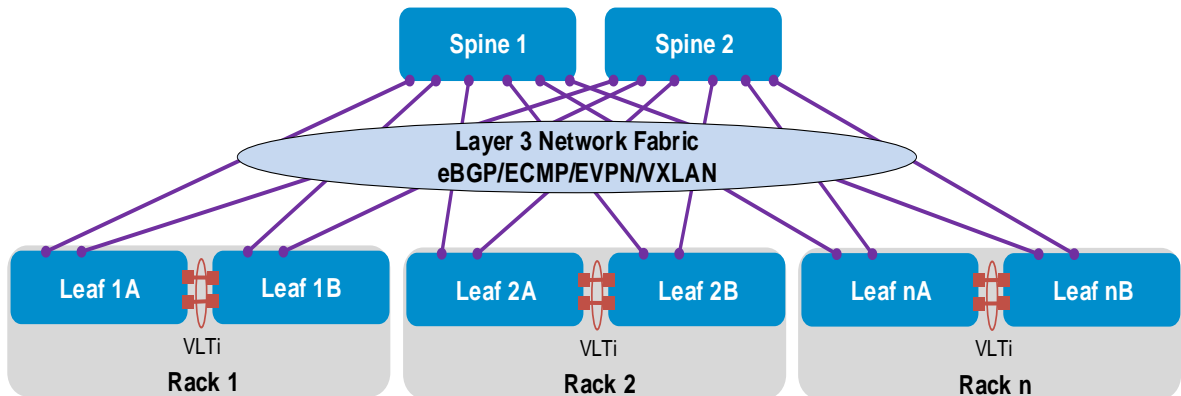 Spine 1
Spine 2
Layer 3 Network Fabric
eBGP/ECMP/EVPN/VXLAN
Leaf 1A
Leaf 1B
Leaf 2A
Leaf 2B
Leaf nA
Leaf nB
VLTi
VLTi
VLTi
Rack 1
Rack 2
Rack n